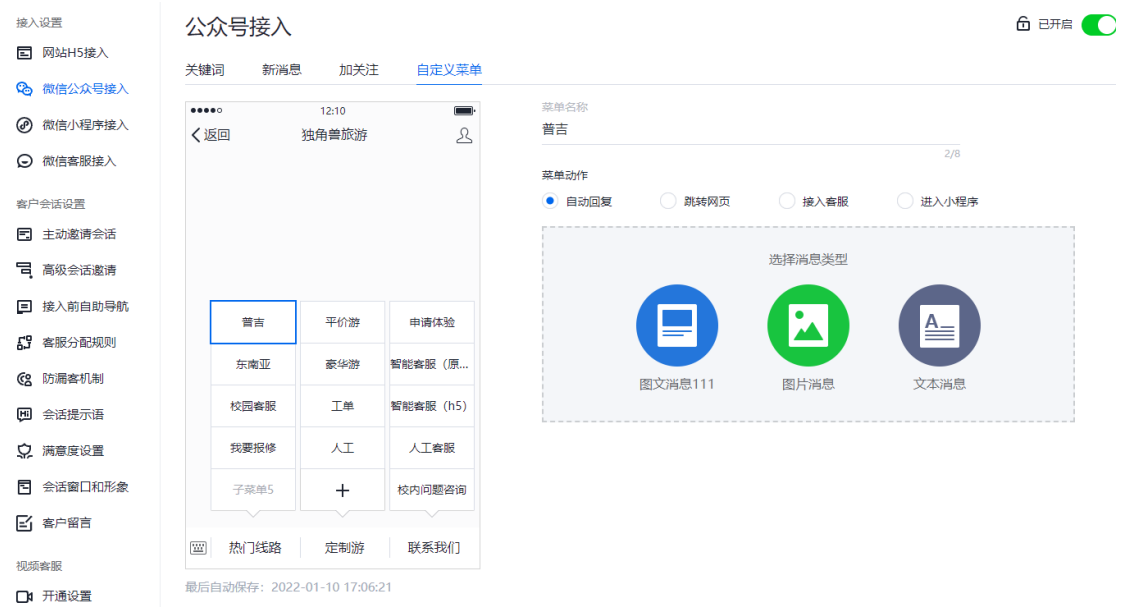 接入设置
网站H5接入
微信公众号接入
微信小程序接入
微信客服接入
客户会话设置
主动邀请会话
高级会话邀请
接入前自助导航
客服分配规则
防漏客机制
会话提示语
满意度设置
会话窗口和形象
客户留言
视频客服
开通设置
公众号接入
已开启
关键词 新消息 加关注 自定义菜单
12:10
返回 独角兽旅游
普吉 平价游 申请体验
东南亚 豪华游 智能客服（原...
校园客服 工单 智能客服（h5）
我要报修 人工 人工客服
子菜单5 + 校内问题咨询
热门线路 定制游 联系我们
最后自动保存：2022-01-10 17:06:21
菜单名称
普吉
2/8
菜单动作
自动回复 跳转网页 接入客服 进入小程序
选择消息类型
A
图文消息111 图片消息 文本消息